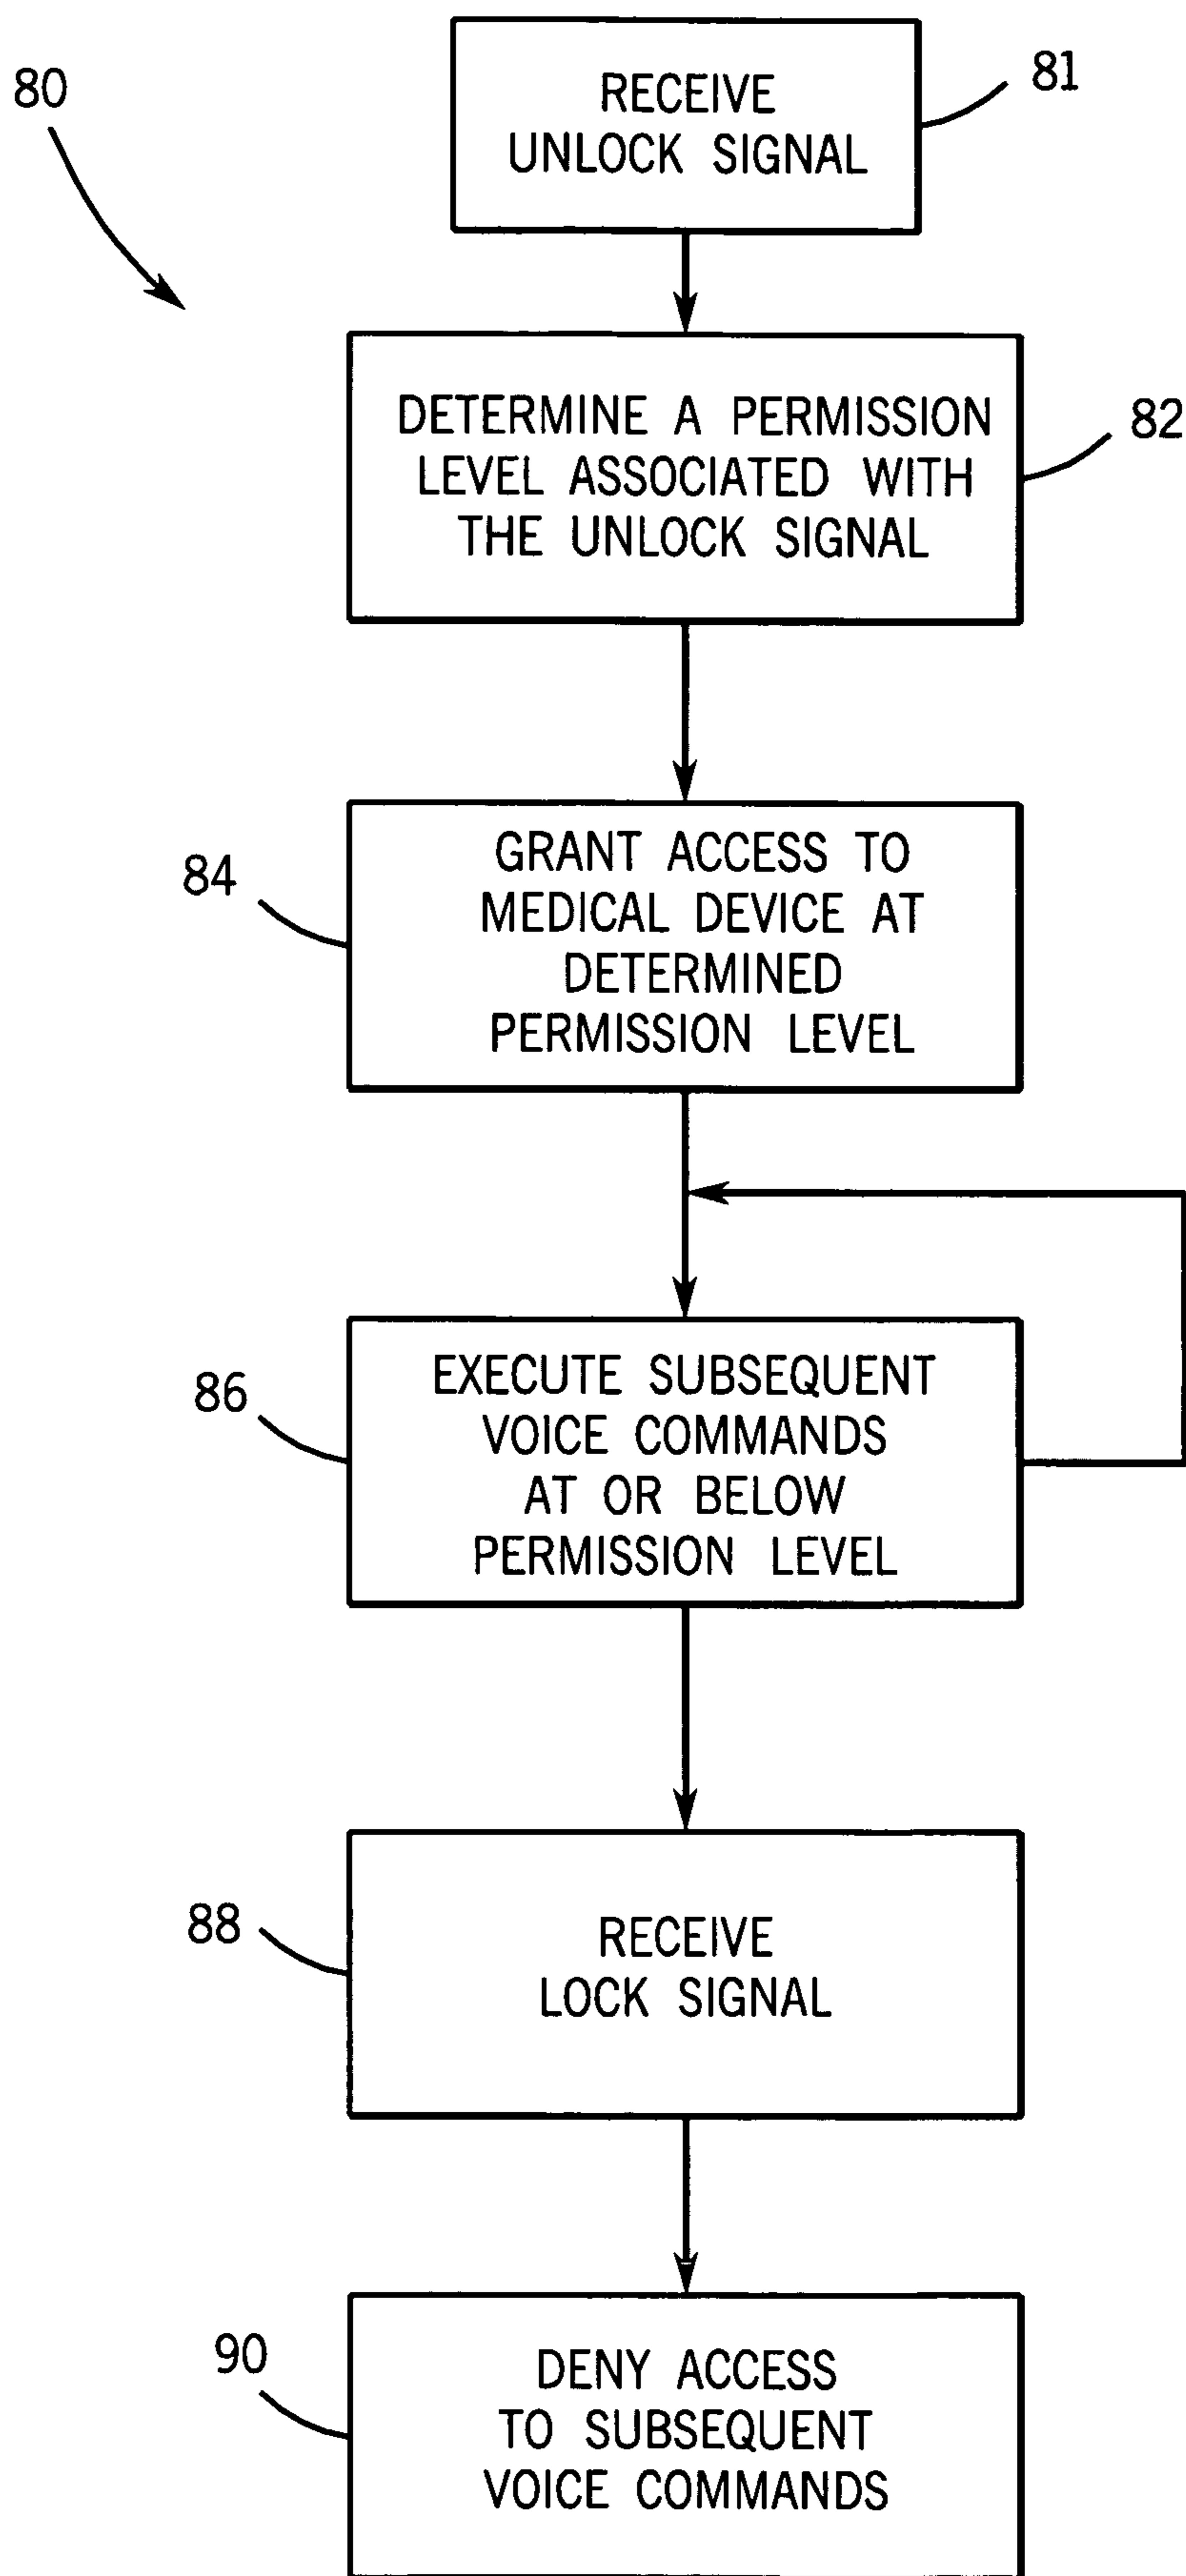 80
RECEIVE
UNLOCK SIGNAL
81
DETERMINE A PERMISSION
LEVEL ASSOCIATED WITH
THE UNLOCK SIGNAL
82
84
GRANT ACCESS TO
MEDICAL DEVICE AT
DETERMINED
PERMISSION LEVEL
86
EXECUTE SUBSEQUENT
VOICE COMMANDS
AT OR BELOW
PERMISSION LEVEL
88
RECEIVE
LOCK SIGNAL
90
DENY ACCESS
TO SUBSEQUENT
VOICE COMMANDS